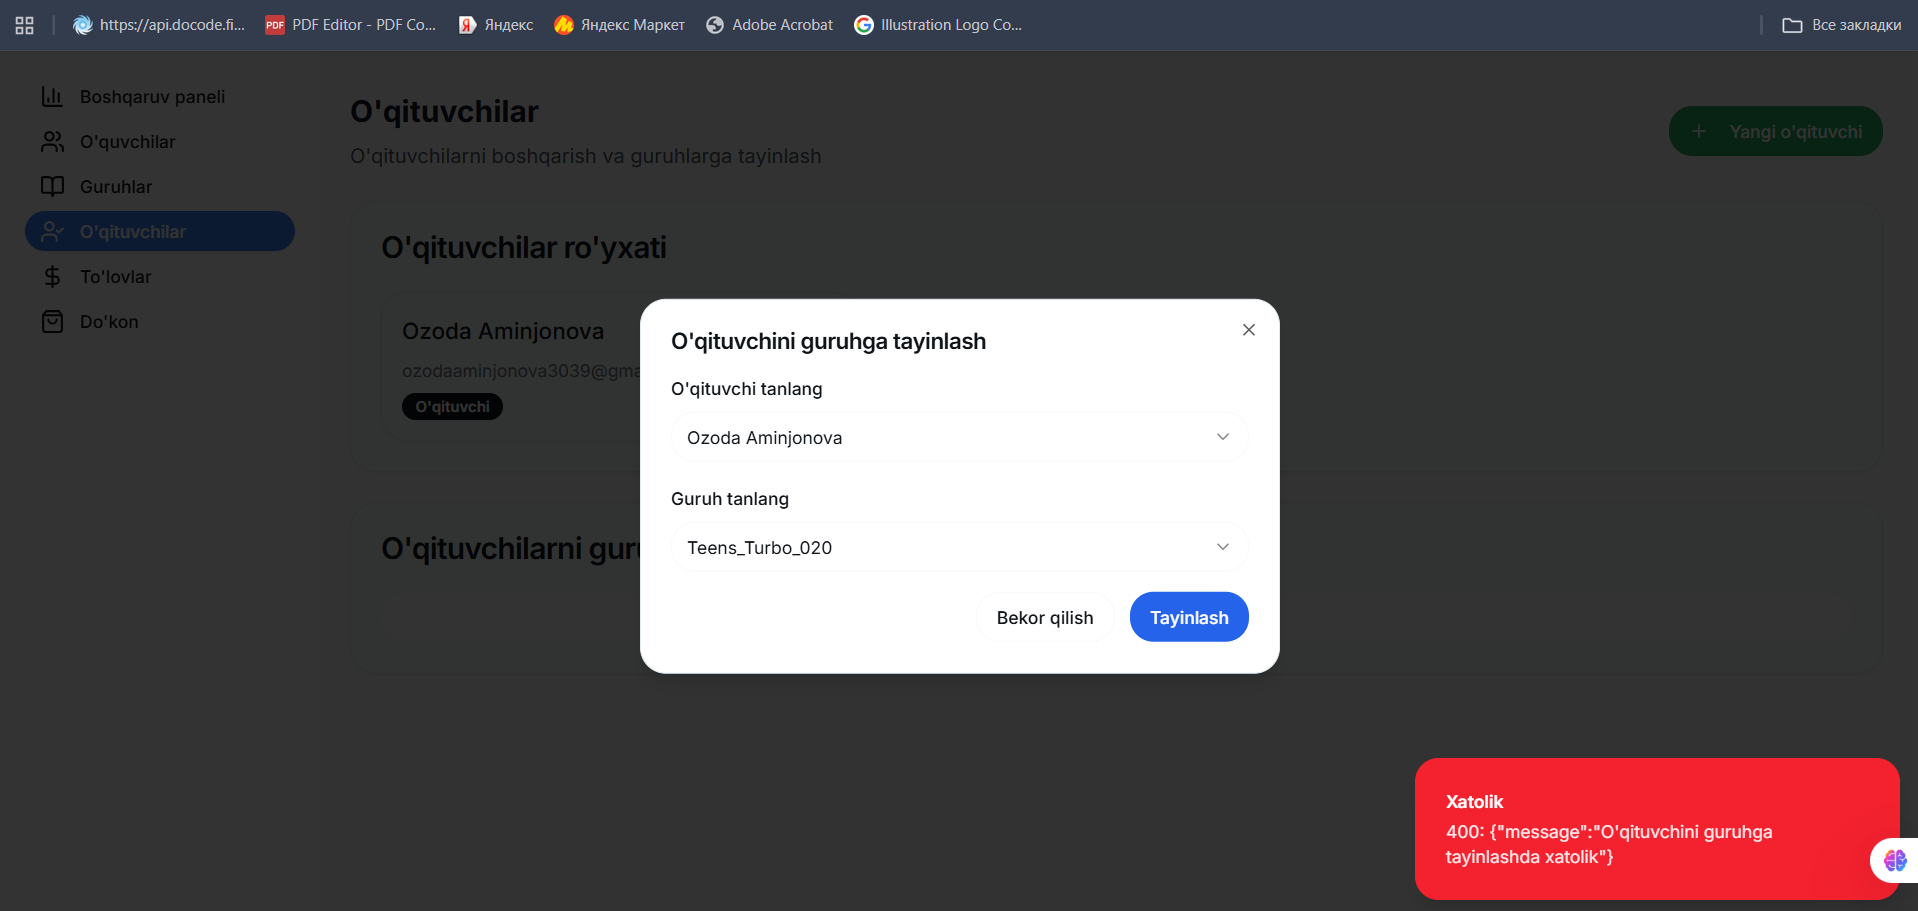 https://api.docode.fi...
PDF Editor - PDF Co...
Яндекс
Яндекс Маркет
Adobe Acrobat
Illustration Logo Co...
Все закладки
Boshqaruv paneli
O'quvchilar
Guruhlar
O'qituvchilar
To'lovlar
Do'kon
O'qituvchilar
O'qituvchilarni boshqarish va guruhlarga tayinlash
+ Yangi o'qituvchi
O'qituvchilar ro'yxati
Ozoda Aminjonova
ozodaaminjonova3039@gma
O'qituvchi
O'qituvchilarni guru
O'qituvchini guruhga tayinlash
O'qituvchi tanlang
Ozoda Aminjonova
Guruh tanlang
Teens_Turbo_020
Bekor qilish
Tayinlash
Xatolik
400: {"message":"O'qituvchini guruhga
tayinlashda xatolik"}